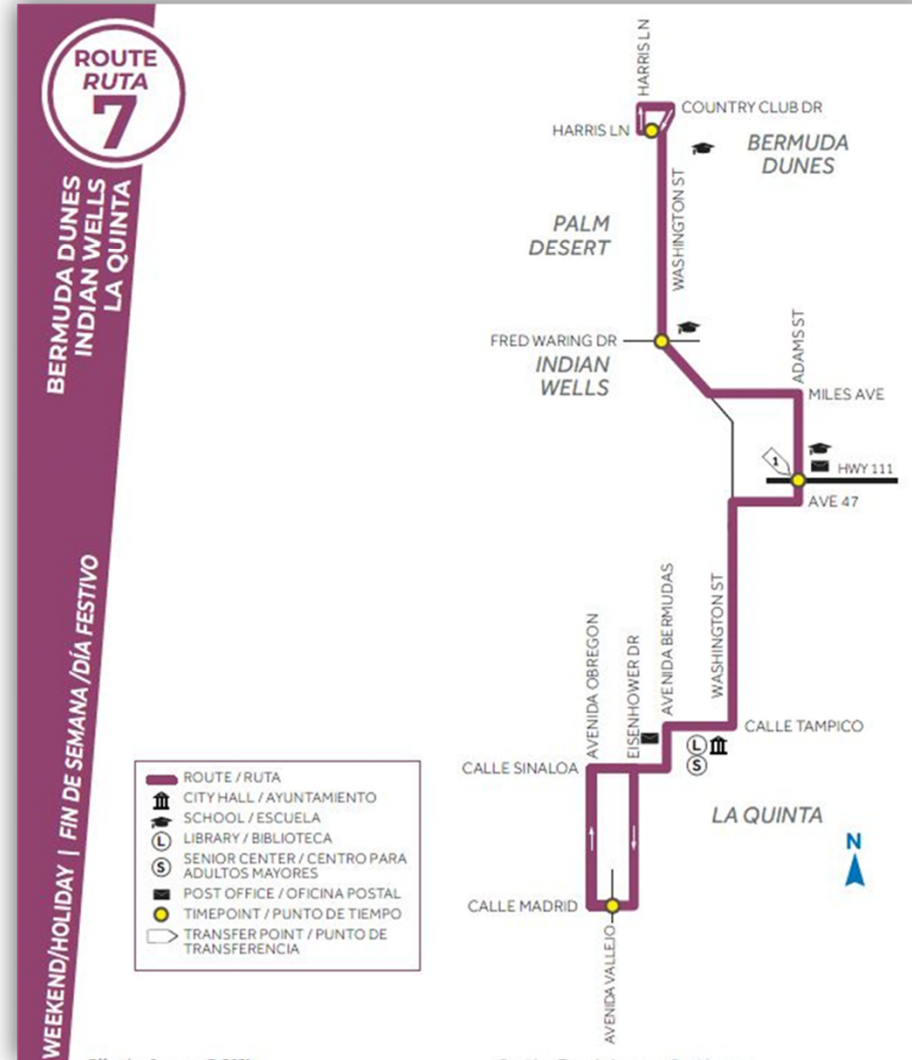 ROUTE
RUTA
7
BERMUDA DUNES
INDIAN WELLS
LA QUINTA
WEEKEND/HOLIDAY | FIN DE SEMANA /DÍA FESTIVO
HARRIS LN
COUNTRY CLUB DR
HARRIS LN
BERMUDA
DUNES
WASHINGTON ST
PALM
DESERT
FRED WARING DR
INDIAN
WELLS
ADAMS ST
MILES AVE
1
HWY 111
AVE 47
AVENIDA OBREGON
EISENHOWER DR
AVENIDA BERMUDAS
WASHINGTON ST
CALLE TAMPICO
L
S
CALLE SINALOA
LA QUINTA
N
CALLE MADRID
AVENIDA VALLEJO
ROUTE / RUTA
CITY HALL / AYUNTAMIENTO
SCHOOL / ESCUELA
L LIBRARY / BIBLIOTECA
S SENIOR CENTER / CENTRO PARA
ADULTOS MAYORES
POST OFFICE / OFICINA POSTAL
TIMEPOINT / PUNTO DE TIEMPO
TRANSFER POINT / PUNTO DE
TRANSFERENCIA